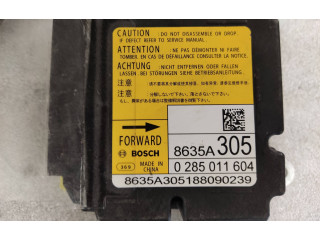 CAUTION : DO NOT DISASSEMBLE OR DROP.
IF DEFECT REFER TO SERVICE MANUAL.
ATTENTION : NE PAS DEMONTER NI FAIRE
TOMBER. EN CAS DE DEFAILLANCE CONSULTER LA NOTICE.
ACHTUNG : NICHT ENTFERNEN ODER FALLEN
LASSEN. BEI STÖRUNGEN SIEHE BETRIEBSANLEITUNG.
注意
注意
FORWARD
8635A 305
BOSCH
0 285 011 604
369
MADE IN
CHINA
8635A305188090239